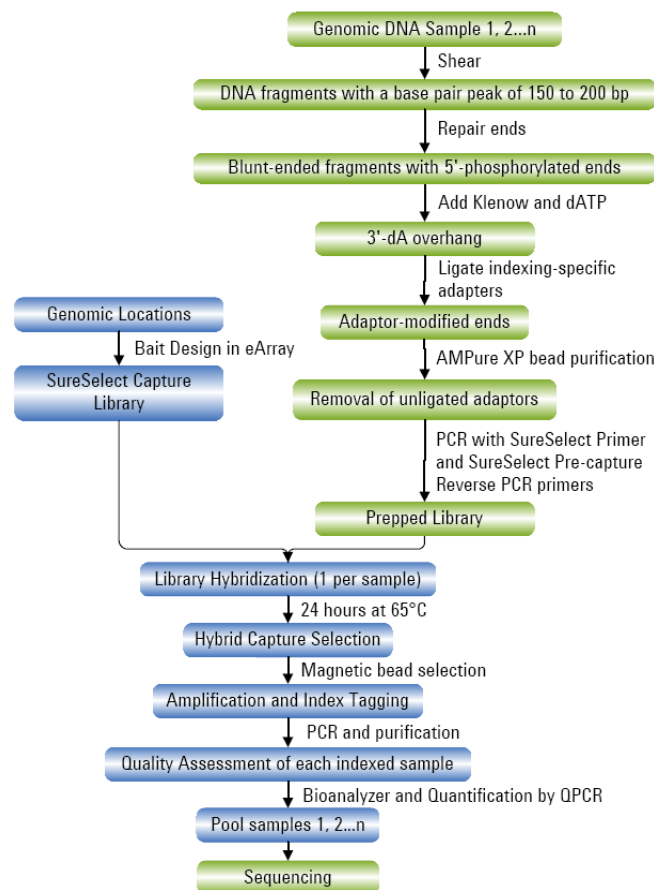 Genomic DNA Sample 1, 2...n
Shear
DNA fragments with a base pair peak of 150 to 200 bp
Repair ends
Blunt-ended fragments with 5'-phosphorylated ends
Add Klenow and dATP
3'-dA overhang
Ligate indexing-specific
adapters
Genomic Locations
Adaptor-modified ends
Bait Design in eArray
AMPure XP bead purification
SureSelect Capture
Library
Removal of unligated adaptors
PCR with SureSelect Primer
and SureSelect Pre-capture
Reverse PCR primers
Prepped Library
Library Hybridization (1 per sample)
24 hours at 65°C
Hybrid Capture Selection
Magnetic bead selection
Amplification and Index Tagging
PCR and purification
Quality Assessment of each indexed sample
Bioanalyzer and Quantification by QPCR
Pool samples 1, 2...n
Sequencing